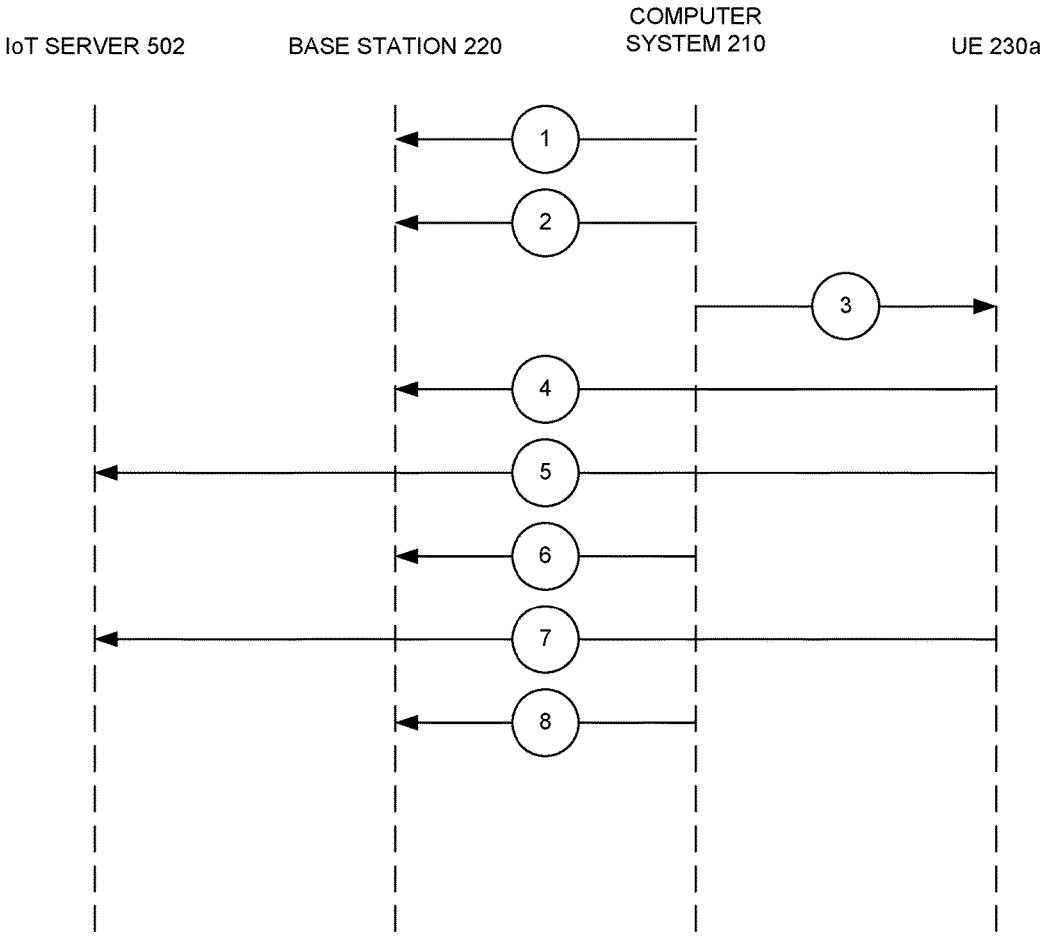 IoT SERVER 502
BASE STATION 220
COMPUTER
SYSTEM 210
UE 230a
1
2
3
4
5
6
7
8